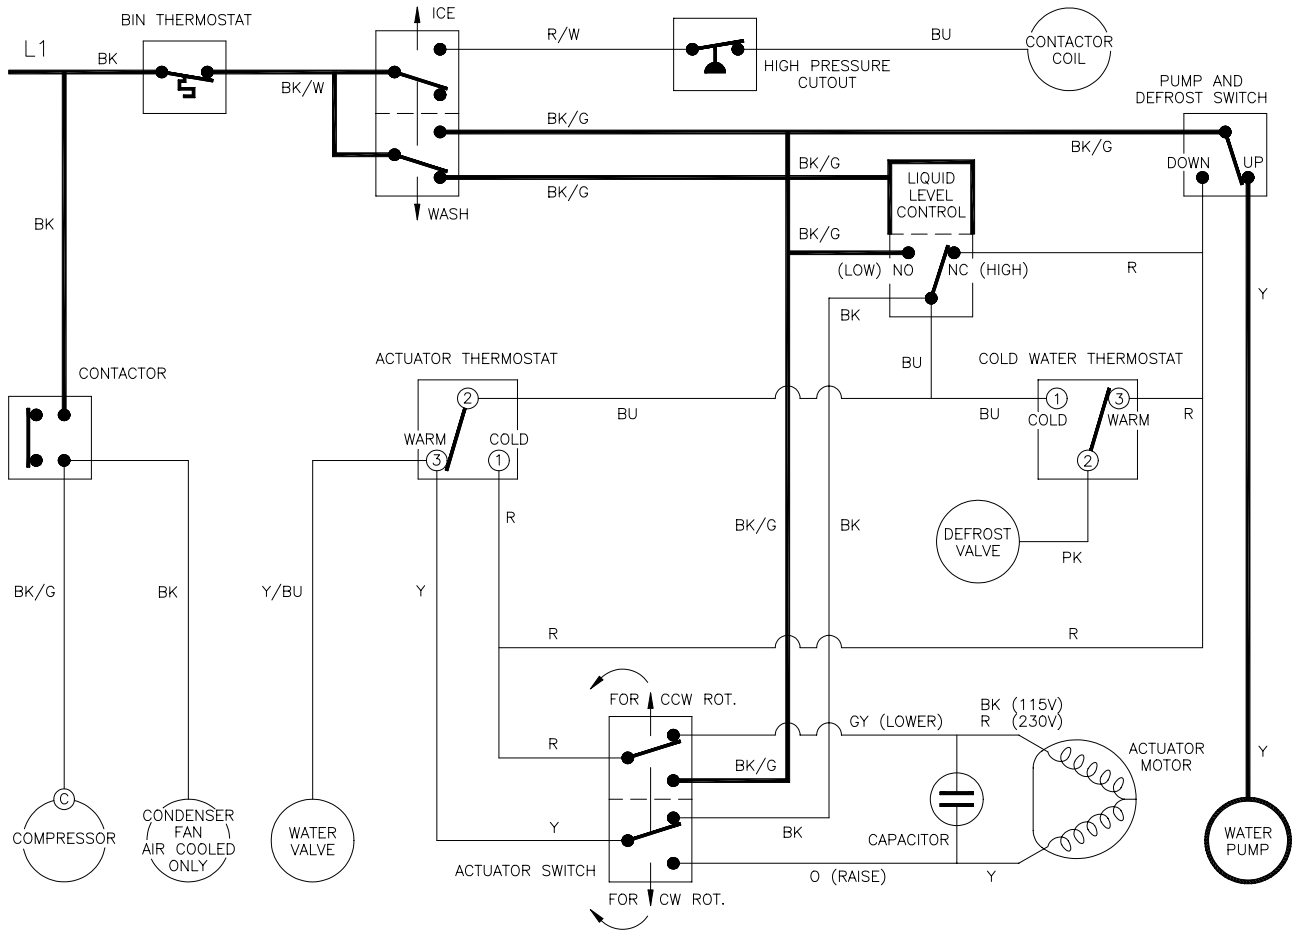 BIN THERMOSTAT
ICE
L1
BK
BK/W
R/W
BU
CONTACTOR
COIL
HIGH PRESSURE
CUTOUT
PUMP AND
DEFROST SWITCH
BK/G
BK/G
BK/G
BK/G
DOWN
UP
LIQUID
LEVEL
CONTROL
WASH
BK
BK/G
(LOW) NO
NC (HIGH)
R
Y
BK
BU
CONTACTOR
ACTUATOR THERMOSTAT
COLD WATER THERMOSTAT
2
BU
BU
1
3
R
COLD
WARM
WARM
COLD
3
1
2
R
BK/G
BK
DEFROST
VALVE
PK
BK/G
BK
Y/BU
Y
R
R
FOR CCW ROT.
BK (115V)
GY (LOWER)
R (230V)
R
BK/G
ACTUATOR
MOTOR
Y
C
COMPRESSOR
CONDENSER
FAN
AIR COOLED
ONLY
WATER
VALVE
Y
BK
CAPACITOR
WATER
PUMP
ACTUATOR SWITCH
O (RAISE)
Y
FOR CW ROT.